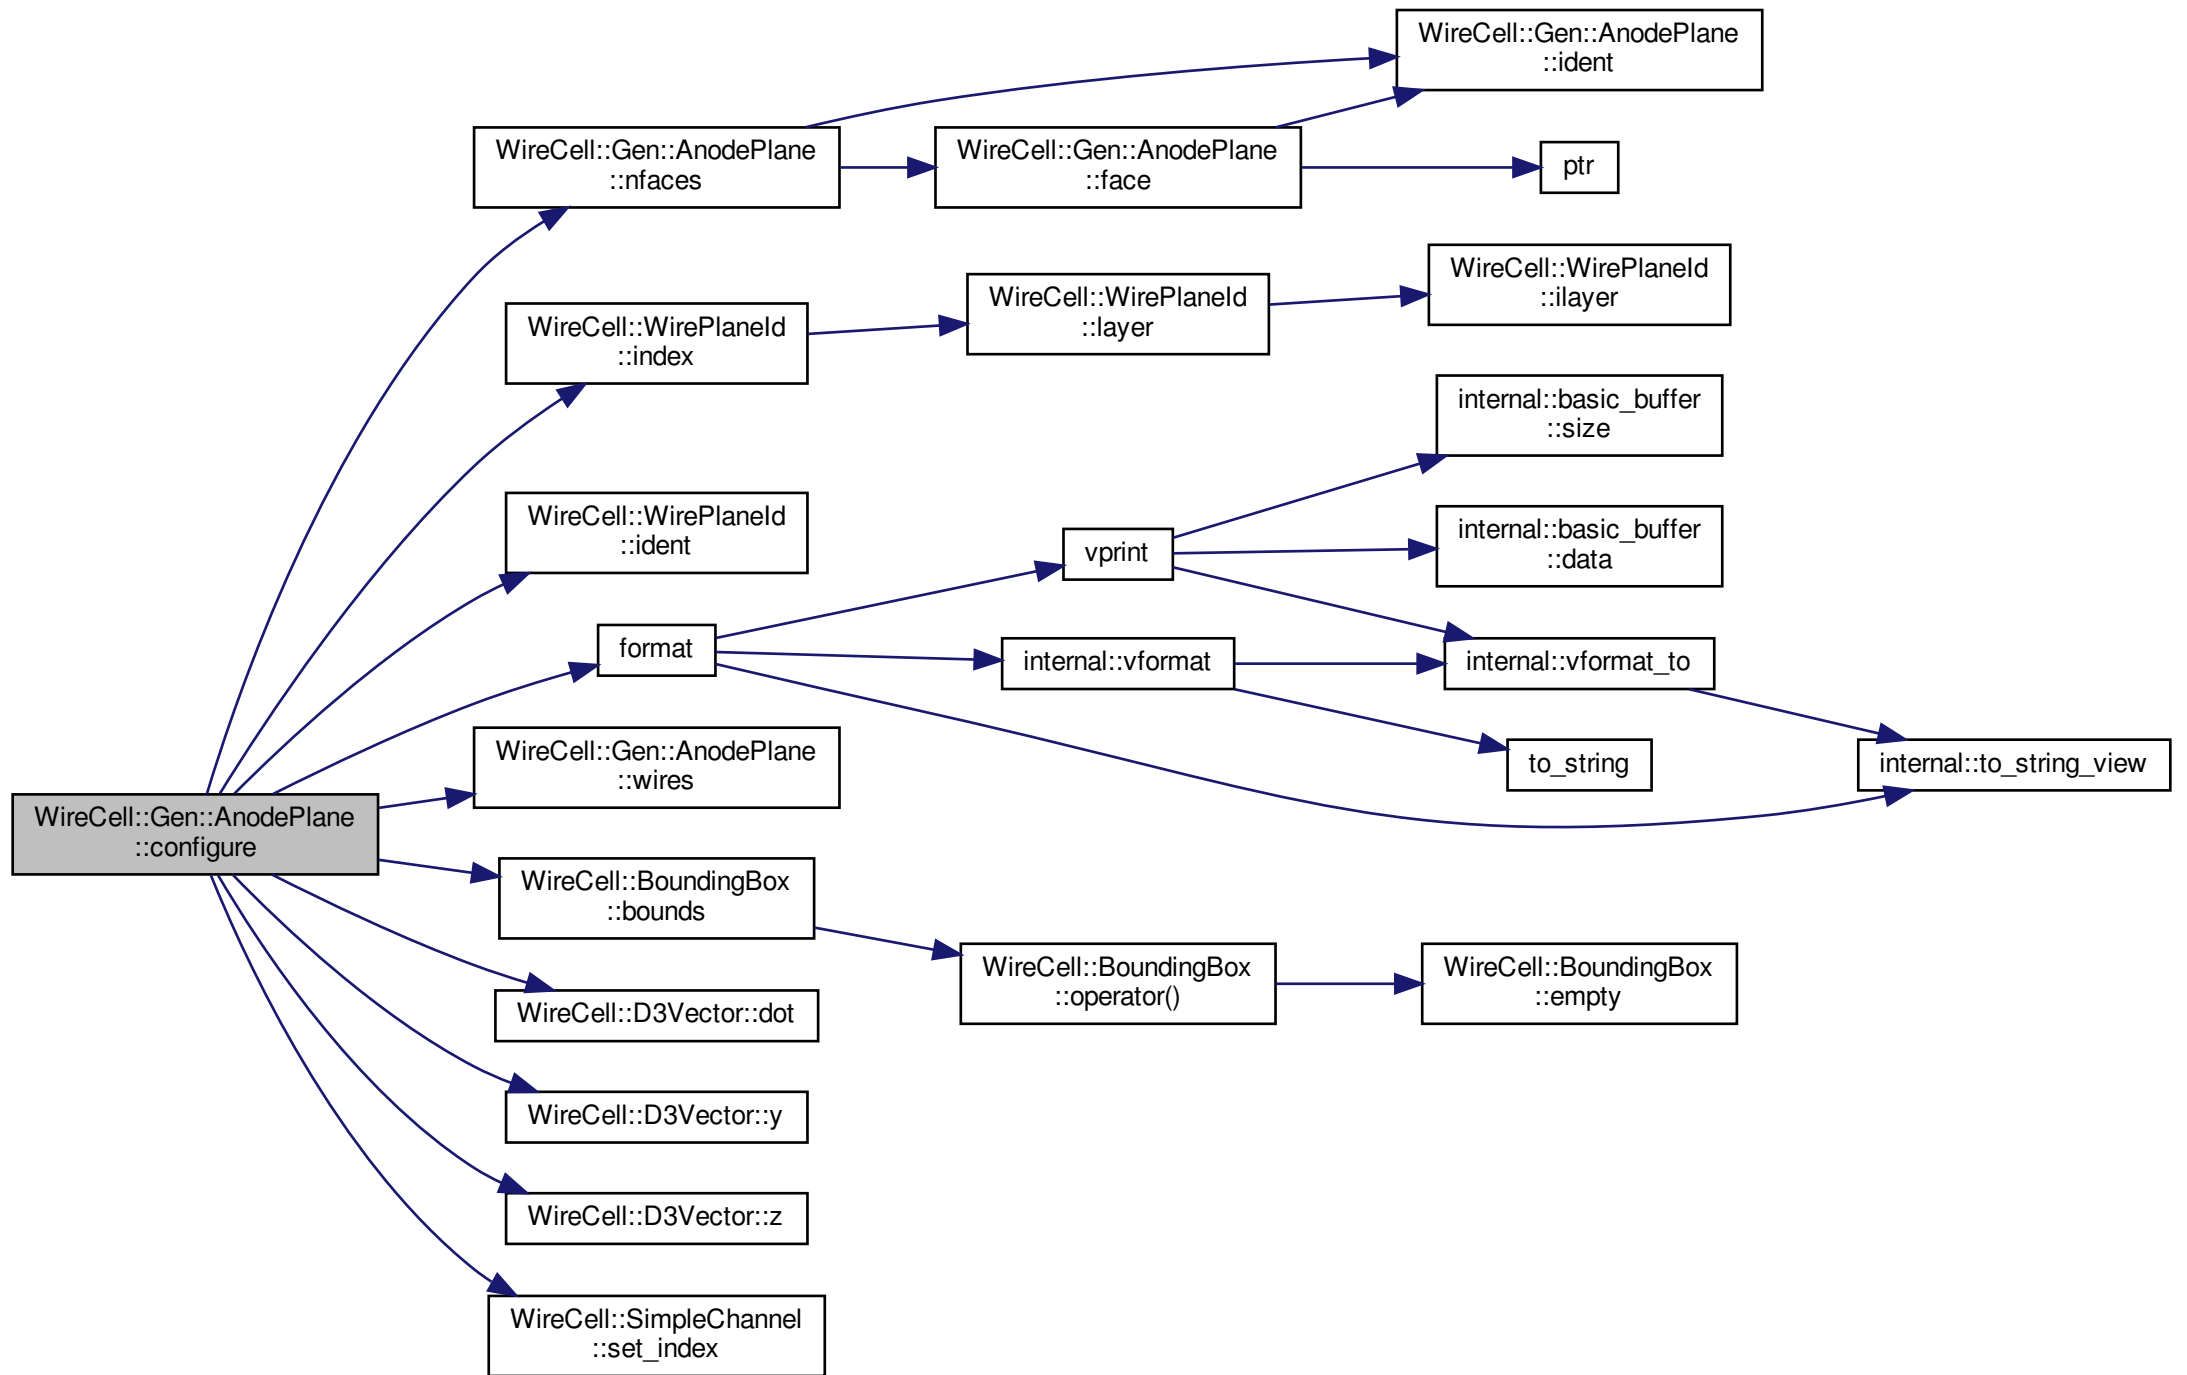 WireCell::Gen::AnodePlane
::ident
WireCell::Gen::AnodePlane
::nfaces
WireCell::Gen::AnodePlane
::face
ptr
WireCell::WirePlaneId
::ilayer
WireCell::WirePlaneId
::layer
WireCell::WirePlaneId
::index
internal::basic_buffer
::size
WireCell::WirePlaneId
::ident
internal::basic_buffer
::data
vprint
format
internal::vformat
internal::vformat_to
WireCell::Gen::AnodePlane
::wires
to_string
internal::to_string_view
WireCell::Gen::AnodePlane
::configure
WireCell::BoundingBox
::bounds
WireCell::BoundingBox
::operator()
WireCell::BoundingBox
::empty
WireCell::D3Vector::dot
WireCell::D3Vector::y
WireCell::D3Vector::z
WireCell::SimpleChannel
::set_index